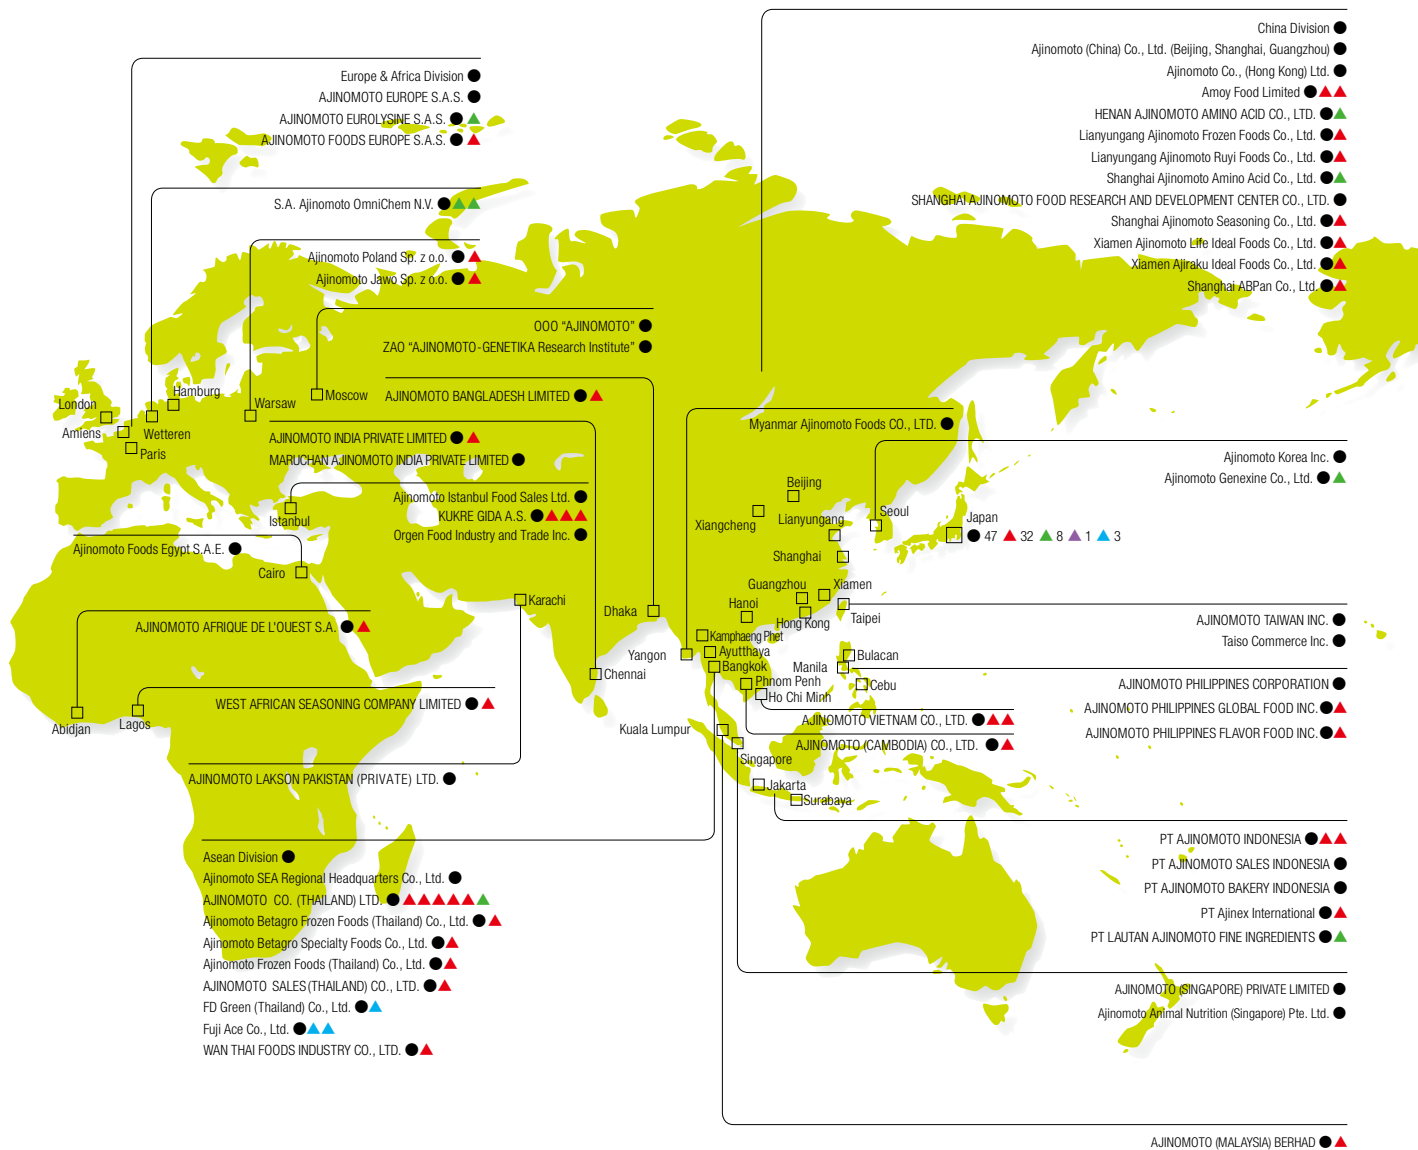 China Division
Ajinomoto (China) Co., Ltd. (Beijing, Shanghai, Guangzhou)
Ajinomoto Co., (Hong Kong) Ltd.
Amoy Food Limited
HENAN AJINOMOTO AMINO ACID CO., LTD.
Lianyungang Ajinomoto Frozen Foods Co., Ltd.
Lianyungang Ajinomoto Ruyi Foods Co., Ltd.
Shanghai Ajinomoto Amino Acid Co., Ltd.
SHANGHAI AJINOMOTO FOOD RESEARCH AND DEVELOPMENT CENTER CO., LTD.
Shanghai Ajinomoto Seasoning Co., Ltd.
Xiamen Ajinomoto Life Ideal Foods Co., Ltd.
Xiamen Ajiraku Ideal Foods Co., Ltd.
Shanghai ABPan Co., Ltd.
Europe & Africa Division
AJINOMOTO EUROPE S.A.S.
AJINOMOTO EUROLYSINE S.A.S.
AJINOMOTO FOODS EUROPE S.A.S.
S.A. Ajinomoto OmniChem N.V.
Ajinomoto Poland Sp. z o.o.
Ajinomoto Jawo Sp. z o.o.
OOO “AJINOMOTO”
ZAO “AJINOMOTO-GENETIKA Research Institute”
London
Hamburg
Warsaw
Moscow
Amiens
Wetteren
Paris
AJINOMOTO BANGLADESH LIMITED
AJINOMOTO INDIA PRIVATE LIMITED
MARUCHAN AJINOMOTO INDIA PRIVATE LIMITED
Ajinomoto Istanbul Food Sales Ltd.
KUKRE GIDA A.S.
Orgen Food Industry and Trade Inc.
Istanbul
Ajinomoto Foods Egypt S.A.E.
Cairo
Myanmar Ajinomoto Foods CO., LTD.
Ajinomoto Korea Inc.
Ajinomoto Genexine Co., Ltd.
Beijing
Xiangcheng
Lianyungang
Seoul
Japan
47 32 8 1 3
Shanghai
Guangzhou
Xiamen
Hanoi
Hong Kong
Taipei
AJINOMOTO TAIWAN INC.
Taiso Commerce Inc.
Karachi
Dhaka
Kamphaeng Phet
Ayutthaya
Yangon
Bangkok
Chennai
Phnom Penh
Ho Chi Minh
Bulacan
Manila
Cebu
AJINOMOTO PHILIPPINES CORPORATION
AJINOMOTO PHILIPPINES GLOBAL FOOD INC.
AJINOMOTO PHILIPPINES FLAVOR FOOD INC.
AJINOMOTO AFRIQUE DE L'OUEST S.A.
WEST AFRICAN SEASONING COMPANY LIMITED
Abidjan
Lagos
AJINOMOTO LAKSON PAKISTAN (PRIVATE) LTD.
AJINOMOTO VIETNAM CO., LTD.
AJINOMOTO (CAMBODIA) CO., LTD.
Kuala Lumpur
Singapore
Jakarta
Surabaya
Asean Division
Ajinomoto SEA Regional Headquarters Co., Ltd.
AJINOMOTO CO. (THAILAND) LTD.
Ajinomoto Betagro Frozen Foods (Thailand) Co., Ltd.
Ajinomoto Betagro Specialty Foods Co., Ltd.
Ajinomoto Frozen Foods (Thailand) Co., Ltd.
AJINOMOTO SALES (THAILAND) CO., LTD.
FD Green (Thailand) Co., Ltd.
Fuji Ace Co., Ltd.
WAN THAI FOODS INDUSTRY CO., LTD.
PT AJINOMOTO INDONESIA
PT AJINOMOTO SALES INDONESIA
PT AJINOMOTO BAKERY INDONESIA
PT Ajinex International
PT LAUTAN AJINOMOTO FINE INGREDIENTS
AJINOMOTO (SINGAPORE) PRIVATE LIMITED
Ajinomoto Animal Nutrition (Singapore) Pte. Ltd.
AJINOMOTO (MALAYSIA) BERHAD